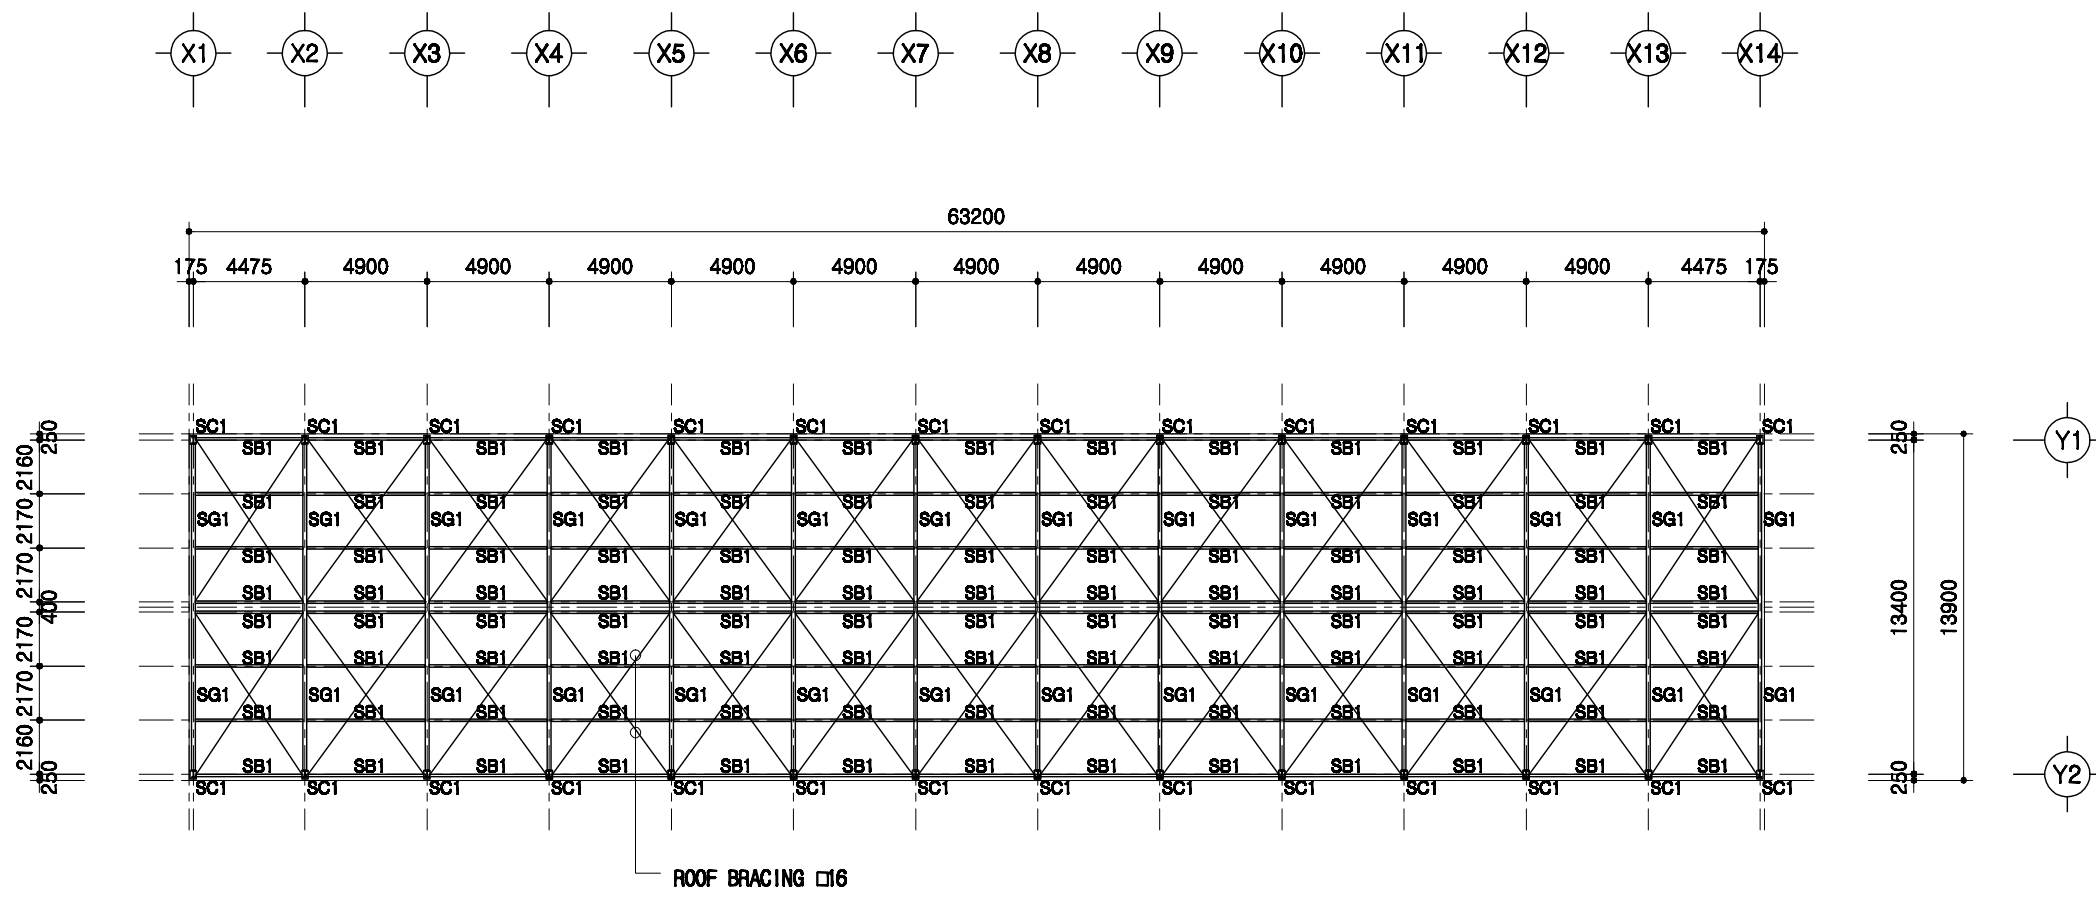 X1 X2 X3 X4 X5 X6 X7 X8 X9 X10 X11 X12 X13 X14
63200
175 4475 4900 4900 4900 4900 4900 4900 4900 4900 4900 4900 4900 4475 175
SC1 SC1 SC1 SC1 SC1 SC1 SC1 SC1 SC1 SC1 SC1 SC1 SC1 SC1
250 SB1 SB1 SB1 SB1 SB1 SB1 SB1 SB1 SB1 SB1 SB1 SB1 SB1 250 Y1
2160
SB1 SB1 SB1 SB1 SB1 SB1 SB1 SB1 SB1 SB1 SB1 SB1 SB1
2170 SG1 SG1 SG1 SG1 SG1 SG1 SG1 SG1 SG1 SG1 SG1 SG1 SG1 SG1
SB1 SB1 SB1 SB1 SB1 SB1 SB1 SB1 SB1 SB1 SB1 SB1 SB1
2170
SB1 SB1 SB1 SB1 SB1 SB1 SB1 SB1 SB1 SB1 SB1 SB1 SB1
400 13400 13900
SB1 SB1 SB1 SB1 SB1 SB1 SB1 SB1 SB1 SB1 SB1 SB1 SB1
2170
SB1 SB1 SB1 SB1 SB1 SB1 SB1 SB1 SB1 SB1 SB1 SB1 SB1
2170 SG1 SG1 SG1 SG1 SG1 SG1 SG1 SG1 SG1 SG1 SG1 SG1 SG1 SG1
SB1 SB1 SB1 SB1 SB1 SB1 SB1 SB1 SB1 SB1 SB1 SB1 SB1
2160
SB1 SB1 SB1 SB1 SB1 SB1 SB1 SB1 SB1 SB1 SB1 SB1 SB1
250 250 Y2
SC1 SC1 SC1 SC1 SC1 SC1 SC1 SC1 SC1 SC1 SC1 SC1 SC1 SC1
ROOF BRACING □16